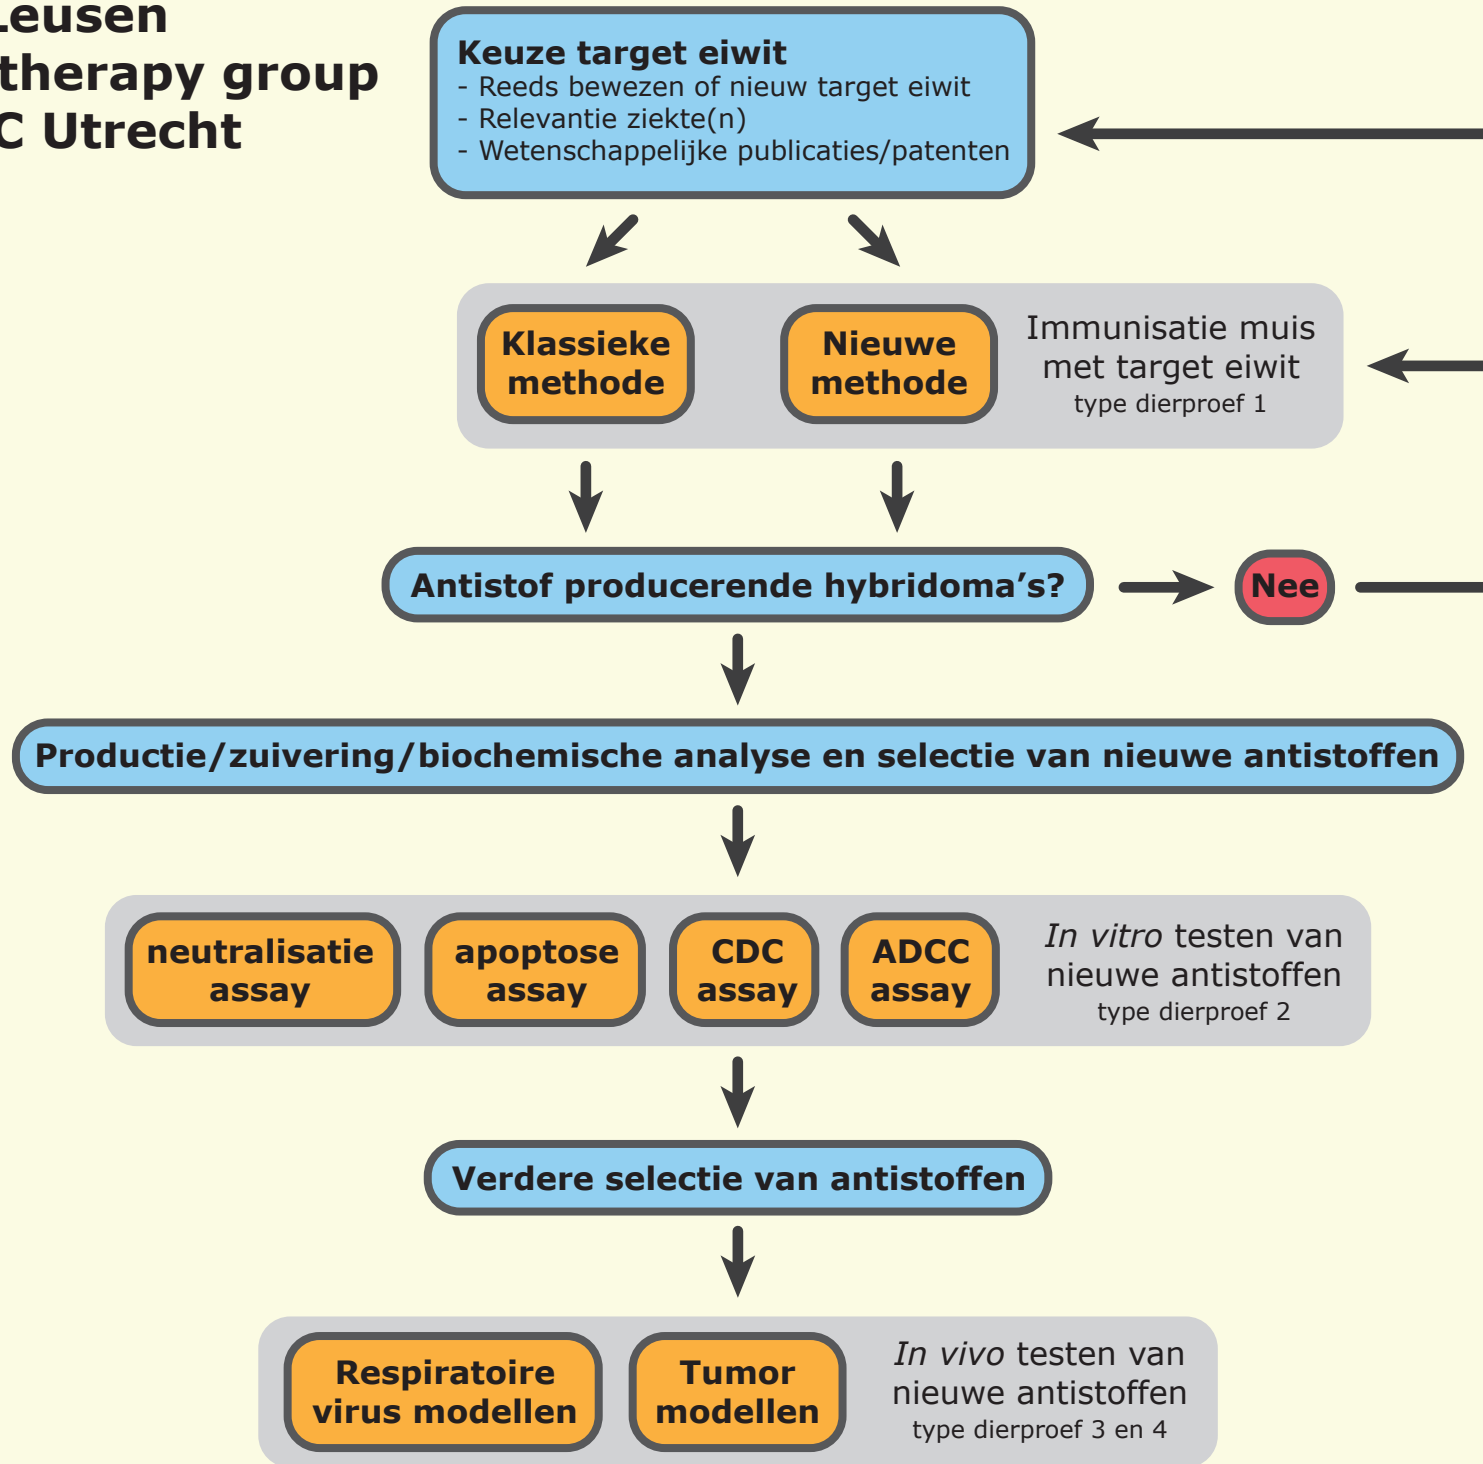 Leusen
therapy group
C Utrecht
Keuze target eiwit
- Reeds bewezen of nieuw target eiwit
- Relevantie ziekte(n)
- Wetenschappelijke publicaties/patenten
Klassieke
methode
Nieuwe
methode
Immunisatie muis
met target eiwit
type dierproef 1
Antistof producerende hybridoma’s?
Nee
Productie/zuivering/biochemische analyse en selectie van nieuwe antistoffen
neutralisatie
assay
apoptose
assay
CDC
assay
ADCC
assay
In vitro testen van
nieuwe antistoffen
type dierproef 2
Verdere selectie van antistoffen
Respiratoire
virus modellen
Tumor
modellen
In vivo testen van
nieuwe antistoffen
type dierproef 3 en 4